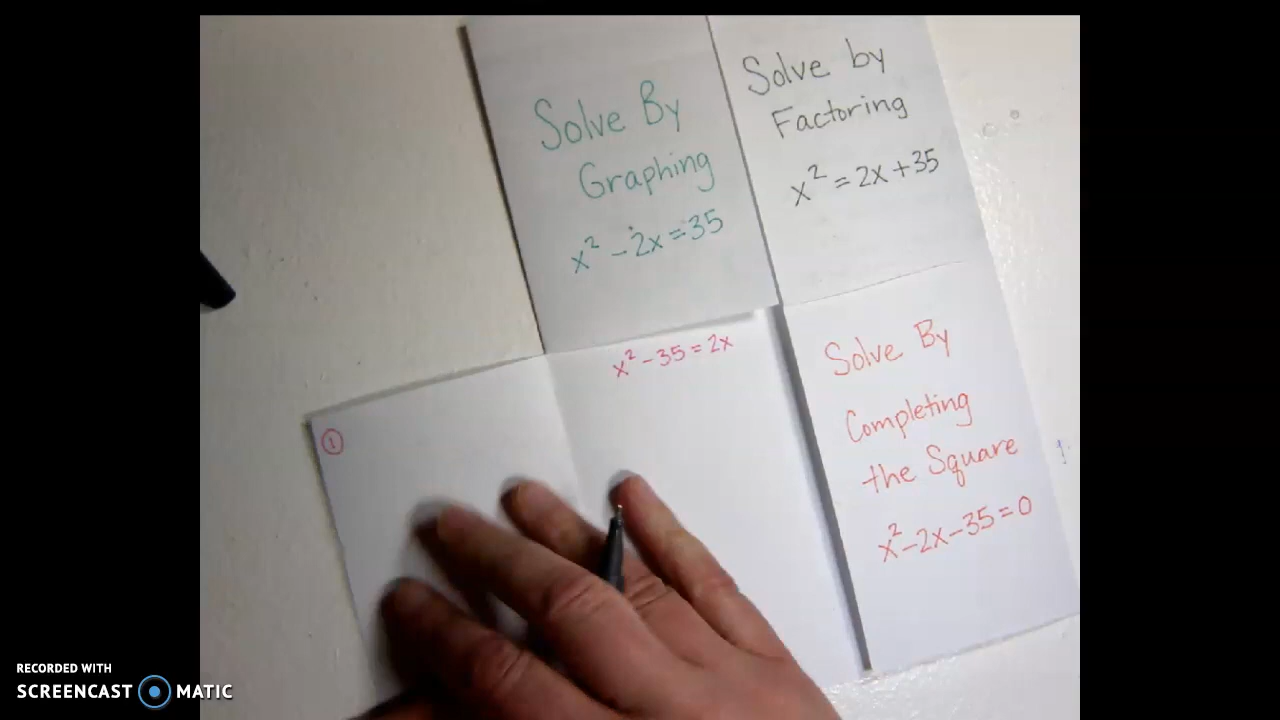 Solve By
Graphing
x² - 2x = 35
Solve by
Factoring
x² = 2x + 35
x² - 35 = 2x
①
Solve By
Completing
the Square
x² - 2x - 35 = 0
RECORDED WITH
SCREENCAST MATIC